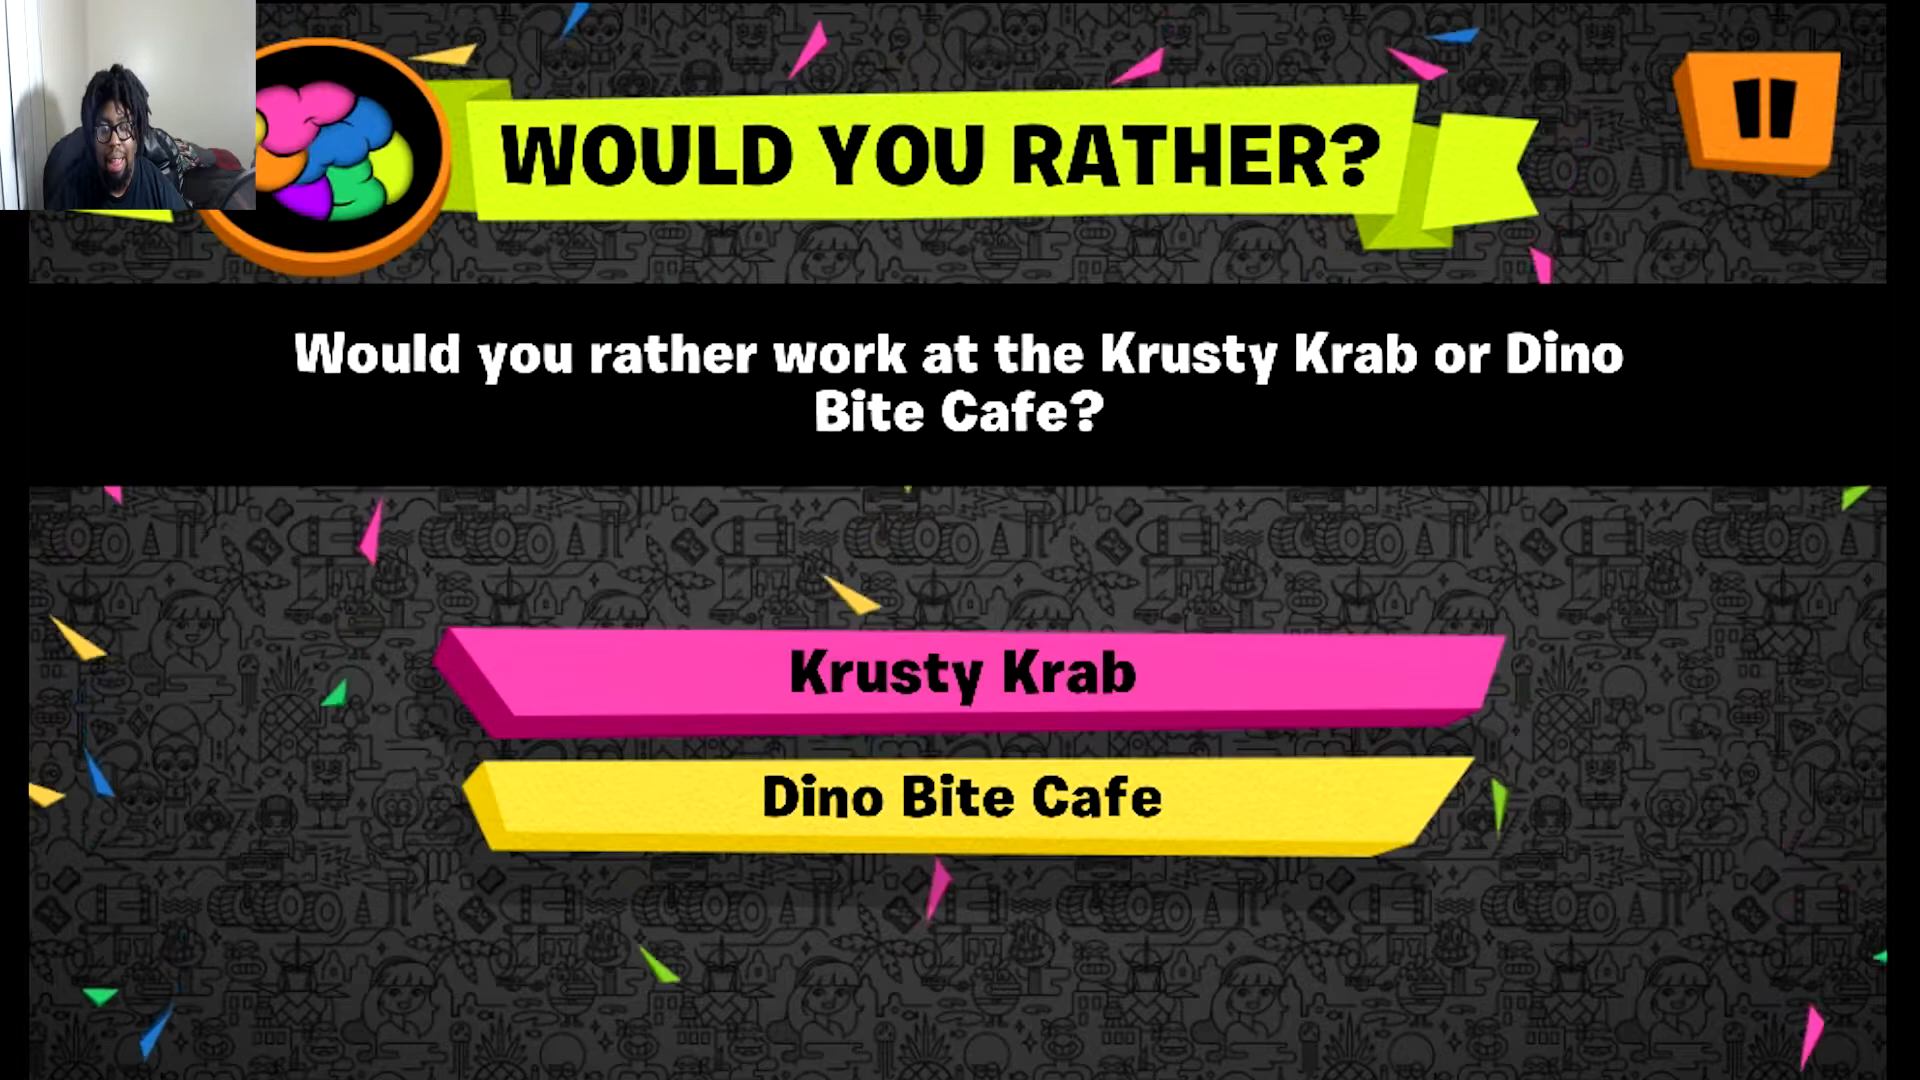 WOULD YOU RATHER?
Would you rather work at the Krusty Krab or Dino
Bite Cafe?
Krusty Krab
Dino Bite Cafe